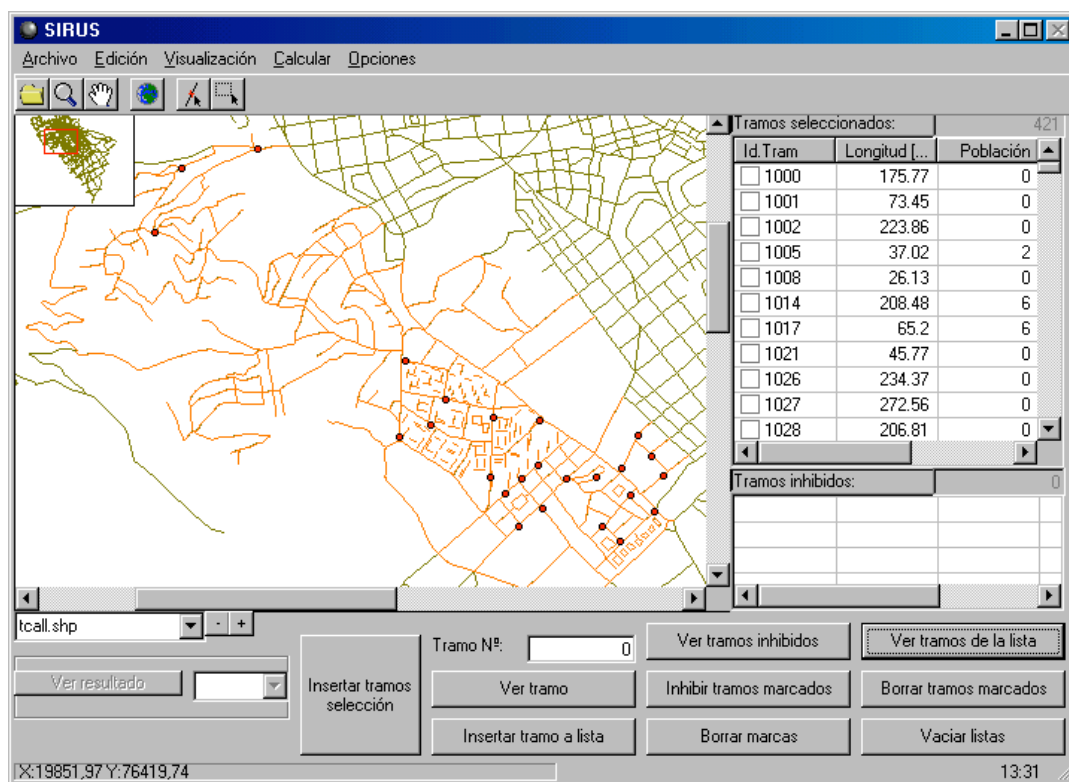 SIRUS
Archivo Edición Visualización Calcular Opciones
Tramos seleccionados: 421
Id.Tram Longitud [... Población
1000 175.77 0
1001 73.45 0
1002 223.86 0
1005 37.02 2
1008 26.13 0
1014 208.48 6
1017 65.2 6
1021 45.77 0
1026 234.37 0
1027 272.56 0
1028 206.81 0
Tramos inhibidos: 0
tcall.shp - +
Ver resultado
Insertar tramos selección
Tramo Nº: 0
Ver tramo
Insertar tramo a lista
Ver tramos inhibidos
Inhibir tramos marcados
Borrar marcas
Ver tramos de la lista
Borrar tramos marcados
Vaciar listas
X:19851,97 Y:76419,74
13:31